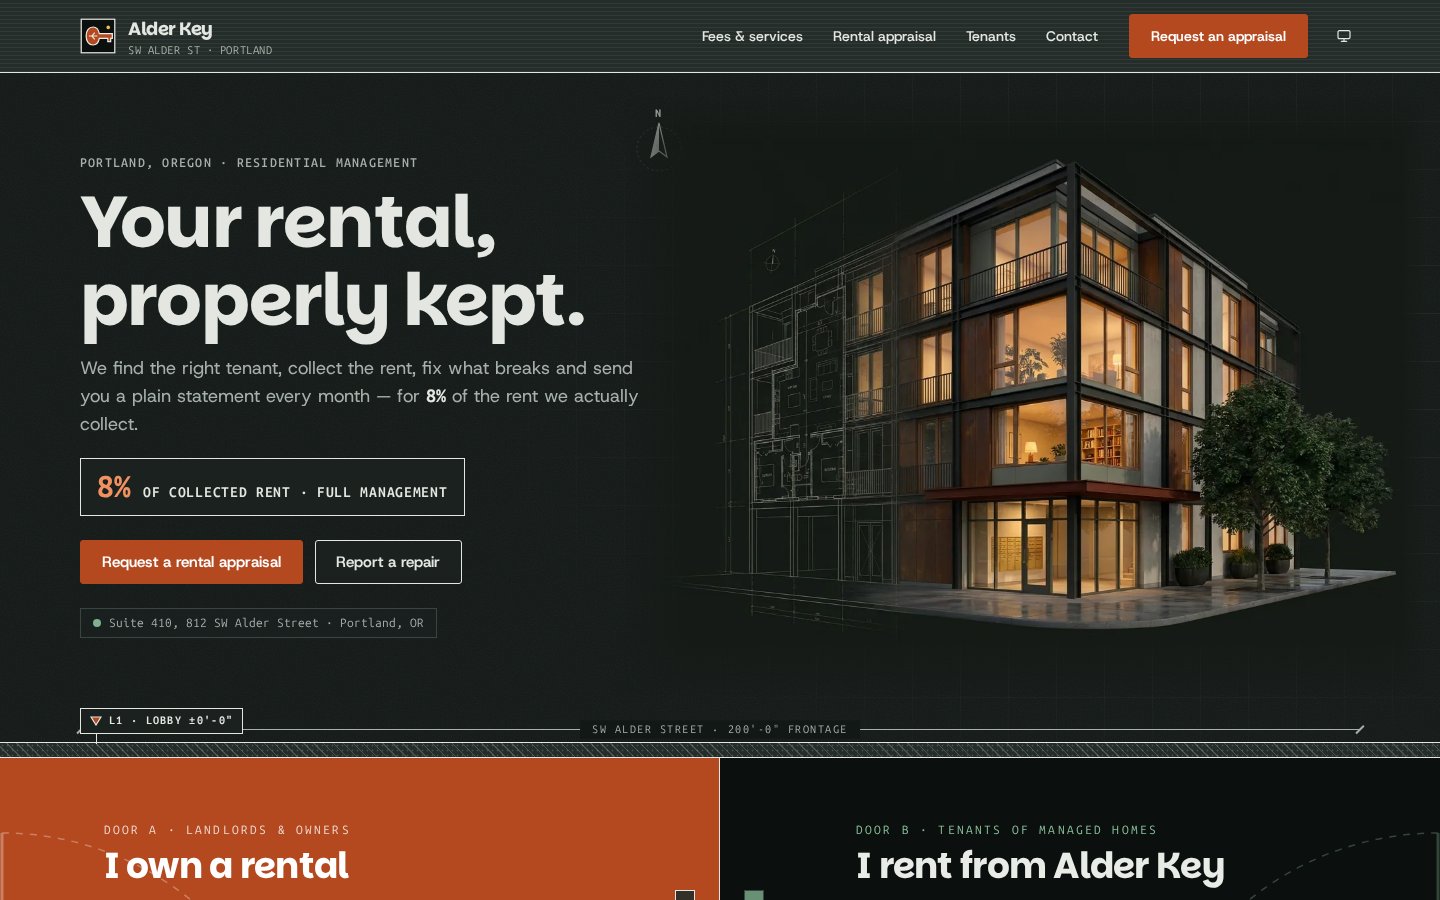 Alder Key
SW ALDER ST · PORTLAND
Fees & services
Rental appraisal
Tenants
Contact
Request an appraisal
N
PORTLAND, OREGON · RESIDENTIAL MANAGEMENT
Your rental,
properly kept.
We find the right tenant, collect the rent, fix what breaks and send
you a plain statement every month — for 8% of the rent we actually
collect.
8% OF COLLECTED RENT · FULL MANAGEMENT
Request a rental appraisal
Report a repair
Suite 410, 812 SW Alder Street · Portland, OR
L1 · LOBBY ±0'-0"
SW ALDER STREET · 200'-0" FRONTAGE
DOOR A · LANDLORDS & OWNERS
I own a rental
DOOR B · TENANTS OF MANAGED HOMES
I rent from Alder Key